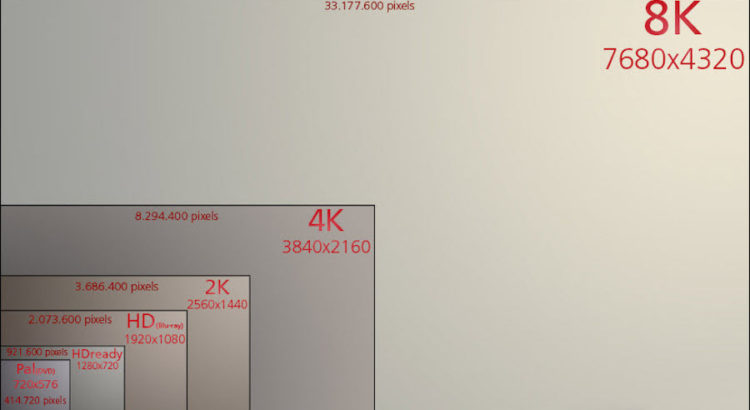 33.177.600 pixels
8K
7680x4320
8.294.400 pixels
4K
3840x2160
3.686.400 pixels
2K
2560x1440
2.073.600 pixels
HD (Blu-ray)
1920x1080
921.600 pixels
HDready
1280x720
Pal(DVD)
720x576
414.720 pixels